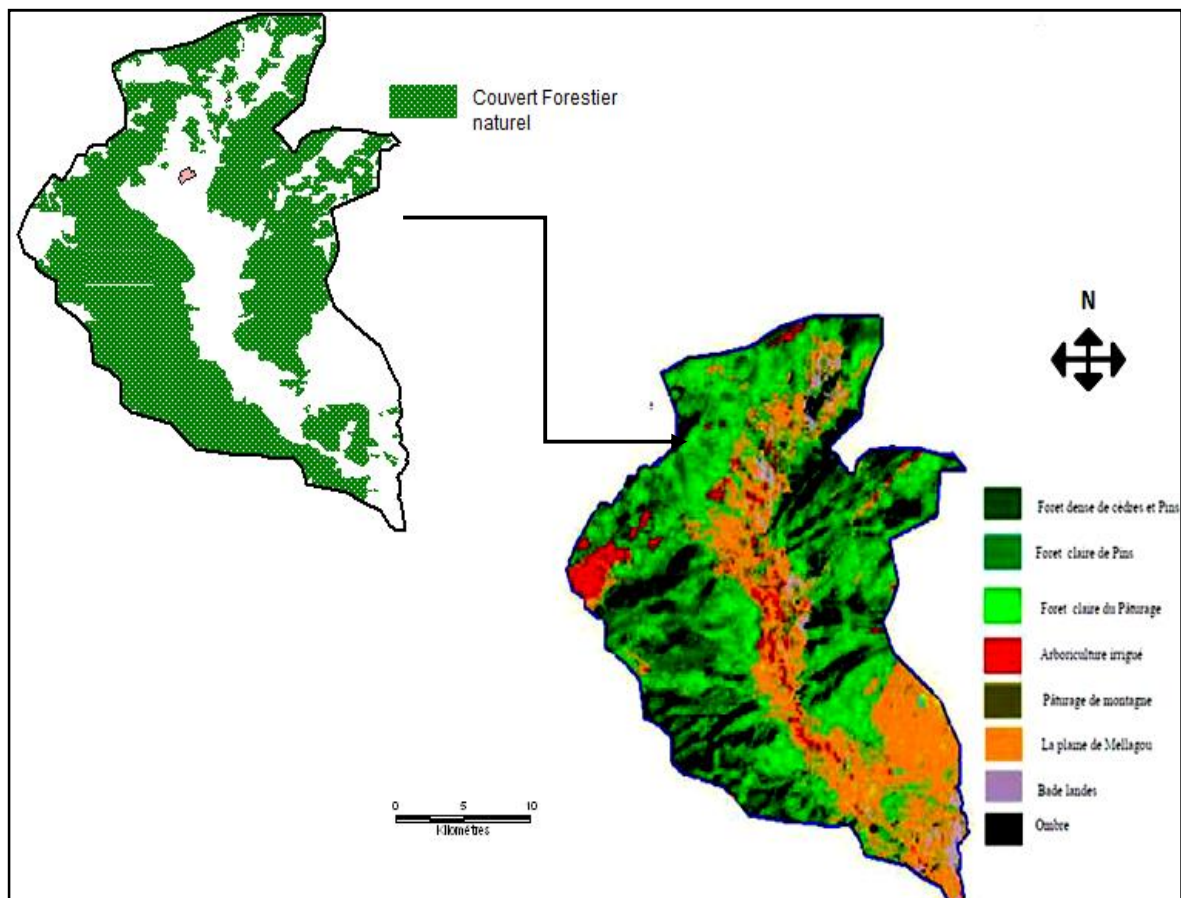 Couvert Forestier
naturel
N
Foret dense de cèdres et Pins
Foret claire de Pins
Foret claire du Pâturage
Arboriculture irrigué
Pâturage de montagne
La plaine de Mellagou
Bade landes
Ombre
0 5 10
Kilométres